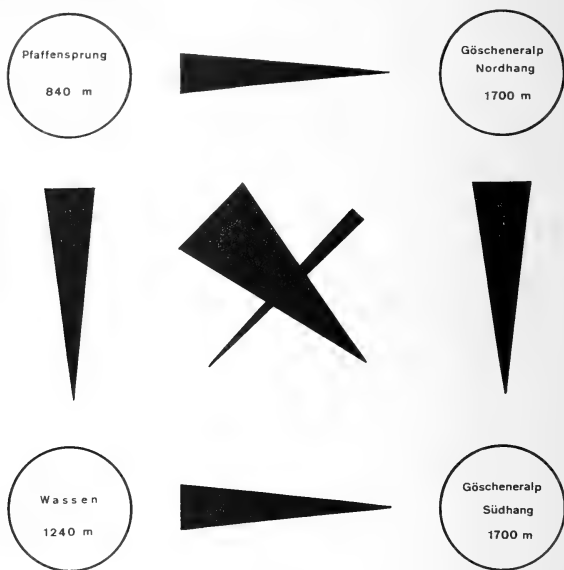 Pfaffensprung
840 m
Göscheneralp
Nordhang
1700 m
Wassen
1240 m
Göscheneralp
Südhang
1700 m